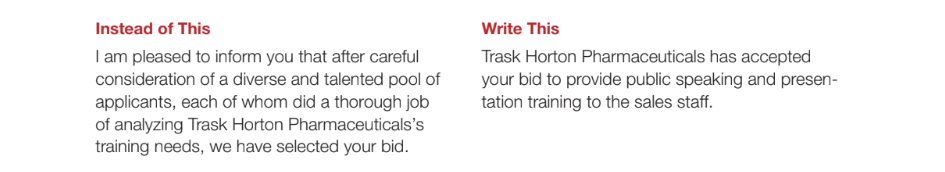 Instead of This
I am pleased to inform you that after careful
consideration of a diverse and talented pool of
applicants, each of whom did a thorough job
of analyzing Trask Horton Pharmaceuticals's
training needs, we have selected your bid.
Write This
Trask Horton Pharmaceuticals has accepted
your bid to provide public speaking and presen-
tation training to the sales staff.